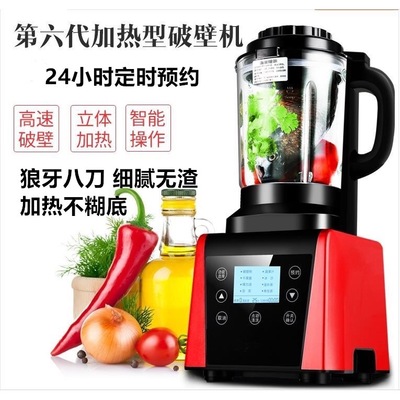 第六代加热型破壁机
24小时定时预约
高速 立体 智能
破壁 加热 操作
狼牙八刀 细腻无渣
加热不糊底
预约